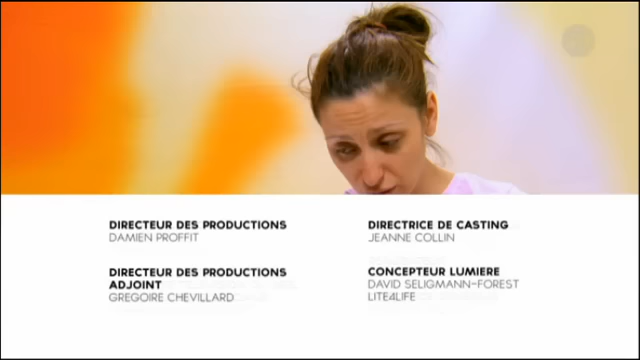 DIRECTEUR DES PRODUCTIONS
DAMIEN PROFFIT
DIRECTEUR DES PRODUCTIONS
ADJOINT
GREGOIRE CHEVILLARD
DIRECTRICE DE CASTING
JEANNE COLLIN
CONCEPTEUR LUMIERE
DAVID SELIGMANN-FOREST
LITE4LIFE